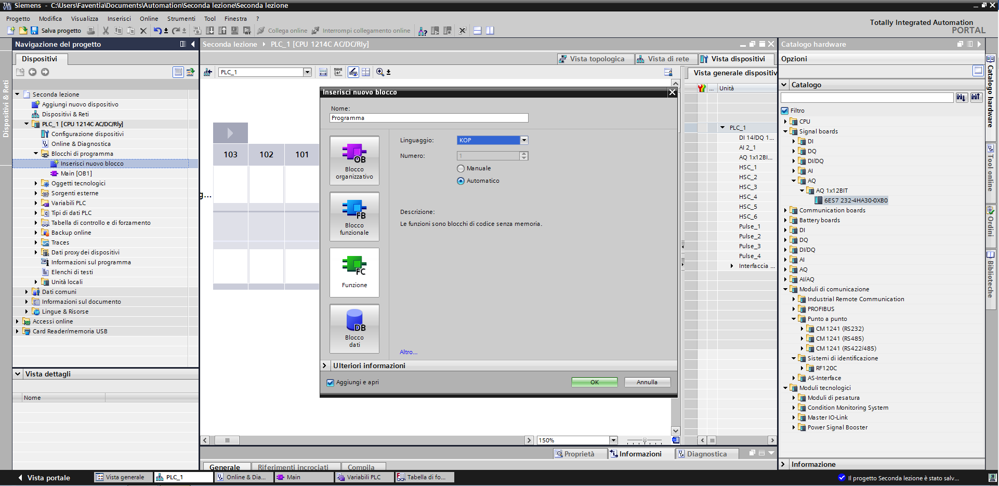 Siemens - C:\Users\Faventia\Documents\Automation\Seconda lezione\Seconda lezione
Progetto Modifica Visualizza Inserisci Online Strumenti Tool Finestra ?
Salva progetto Collega online Interrompi collegamento online
Totally Integrated Automation
PORTAL
Navigazione del progetto
Dispositivi
Dispositivi & Reti
Seconda lezione
Aggiungi nuovo dispositivo
Dispositivi & Reti
PLC_1 [CPU 1214C AC/DC/Rly]
Configurazione dispositivi
Online & Diagnostica
Blocchi di programma
Inserisci nuovo blocco
Main [OB1]
Oggetti tecnologici
Sorgenti esterne
Variabili PLC
Tipi di dati PLC
Tabella di controllo e di forzamento
Backup online
Traces
Dati proxy dei dispositivi
Informazioni sul programma
Elenchi di testi
Unità locali
Dati comuni
Informazioni sul documento
Lingue & Risorse
Accessi online
Card Reader/memoria USB
Vista dettagli
Nome
Seconda lezione PLC_1 [CPU 1214C AC/DC/Rly]
Vista topologica Vista di rete Vista dispositivi
PLC_1
103 102 101
g...
Inserisci nuovo blocco
Nome:
Programma
OB
Blocco
organizzativo
FB
Blocco
funzionale
FC
Funzione
DB
Blocco
dati
Linguaggio: KOP
Numero: 1
Manuale
Automatico
Descrizione:
Le funzioni sono blocchi di codice senza memoria.
Altro...
Ulteriori informazioni
Aggiungi e apri
OK Annulla
150%
Vista generale dispositiv
... Unità
PLC_1
DI 14/DQ 1...
AI 2_1
AQ 1x12BI...
HSC_1
HSC_2
HSC_3
HSC_4
HSC_5
HSC_6
Pulse_1
Pulse_2
Pulse_3
Pulse_4
Interfaccia ...
Proprietà Informazioni Diagnostica
Generale Riferimenti incrociati Compila
Catalogo hardware
Opzioni
Catalogo
Filtro
CPU
Signal boards
DI
DQ
DI/DQ
AI
AQ
AQ 1x12BIT
6ES7 232-4HA30-0XB0
Communication boards
Battery boards
DI
DQ
DI/DQ
AI
AQ
AI/AQ
Moduli di comunicazione
Industrial Remote Communication
PROFIBUS
Punto a punto
CM 1241 (RS232)
CM 1241 (RS485)
CM 1241 (RS422/485)
Sistemi di identificazione
RF120C
AS-Interface
Moduli tecnologici
Moduli di pesatura
Condition Monitoring System
Master IO-Link
Power Signal Booster
Informazione
Catalogo hardware
Tool online
Ordini
Biblioteche
Vista portale Vista generale PLC_1 Online & Dia... Main Variabili PLC Tabella di fo...
Il progetto Seconda lezione è stato salv...